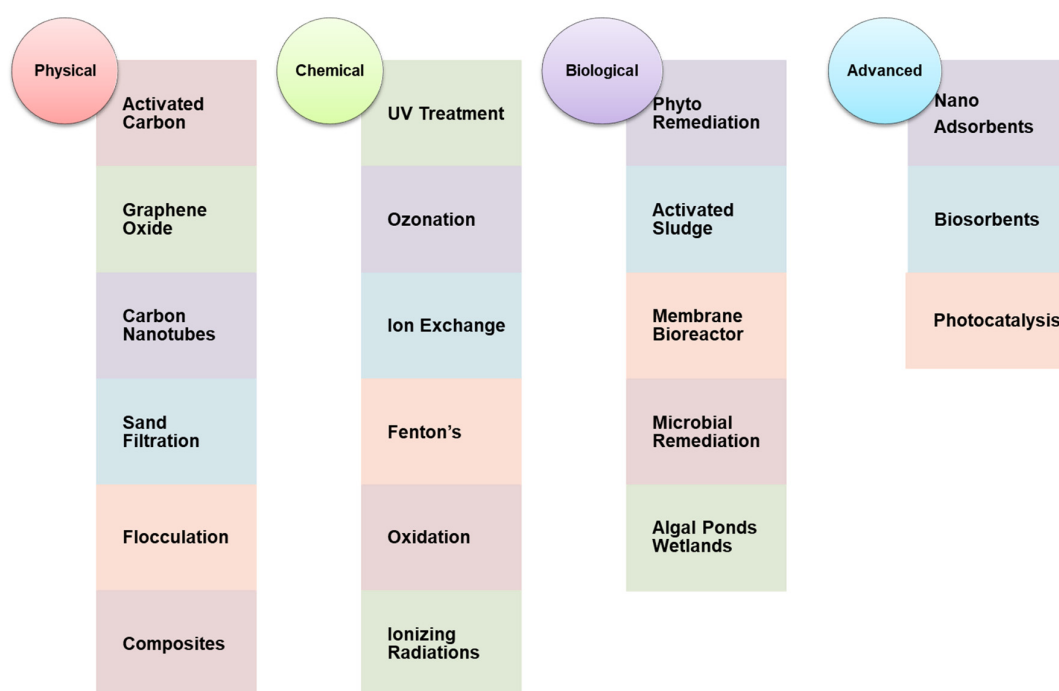 Physical
Activated
Carbon
Graphene
Oxide
Carbon
Nanotubes
Sand
Filtration
Flocculation
Composites
Chemical
UV Treatment
Ozonation
Ion Exchange
Fenton’s
Oxidation
Ionizing
Radiations
Biological
Phyto
Remediation
Activated
Sludge
Membrane
Bioreactor
Microbial
Remediation
Algal Ponds
Wetlands
Advanced
Nano
Adsorbents
Biosorbents
Photocatalysis